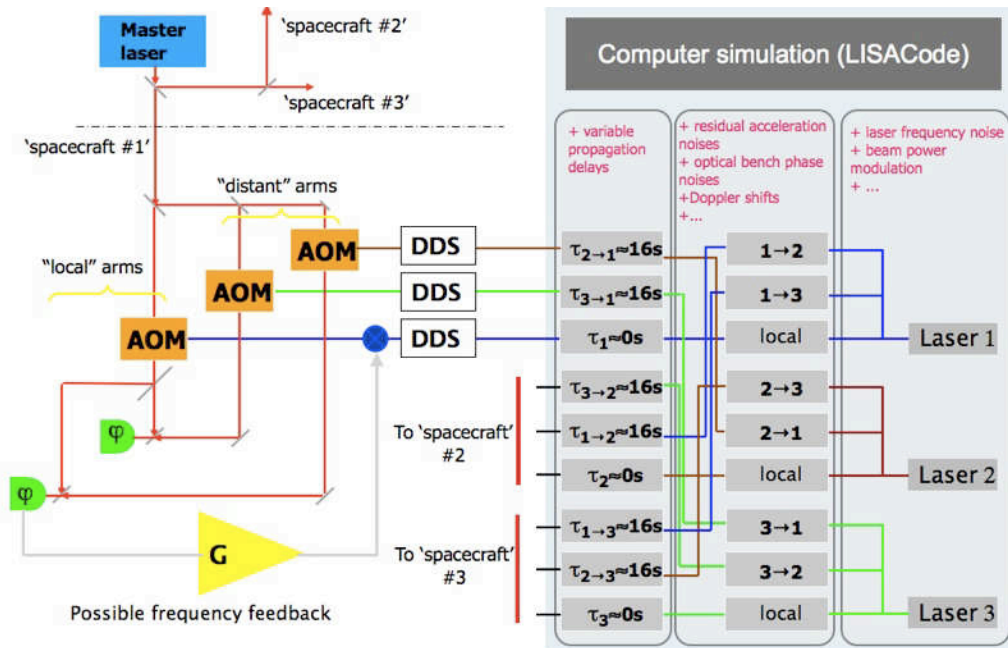 Master
laser
'spacecraft #2'
'spacecraft #3'
'spacecraft #1'
"distant" arms
"local" arms
AOM
AOM
AOM
DDS
DDS
DDS
φ
φ
G
Possible frequency feedback
To 'spacecraft'
#2
To 'spacecraft'
#3
Computer simulation (LISACode)
+ variable
propagation
delays
+ residual acceleration
noises
+ optical bench phase
noises
+Doppler shifts
+...
+ laser frequency noise
+ beam power
modulation
+ ...
τ2→1≈16s
τ3→1≈16s
τ1≈0s
τ3→2≈16s
τ1→2≈16s
τ2≈0s
τ1→3≈16s
τ2→3≈16s
τ3≈0s
1→2
1→3
local
2→3
2→1
local
3→1
3→2
local
Laser 1
Laser 2
Laser 3